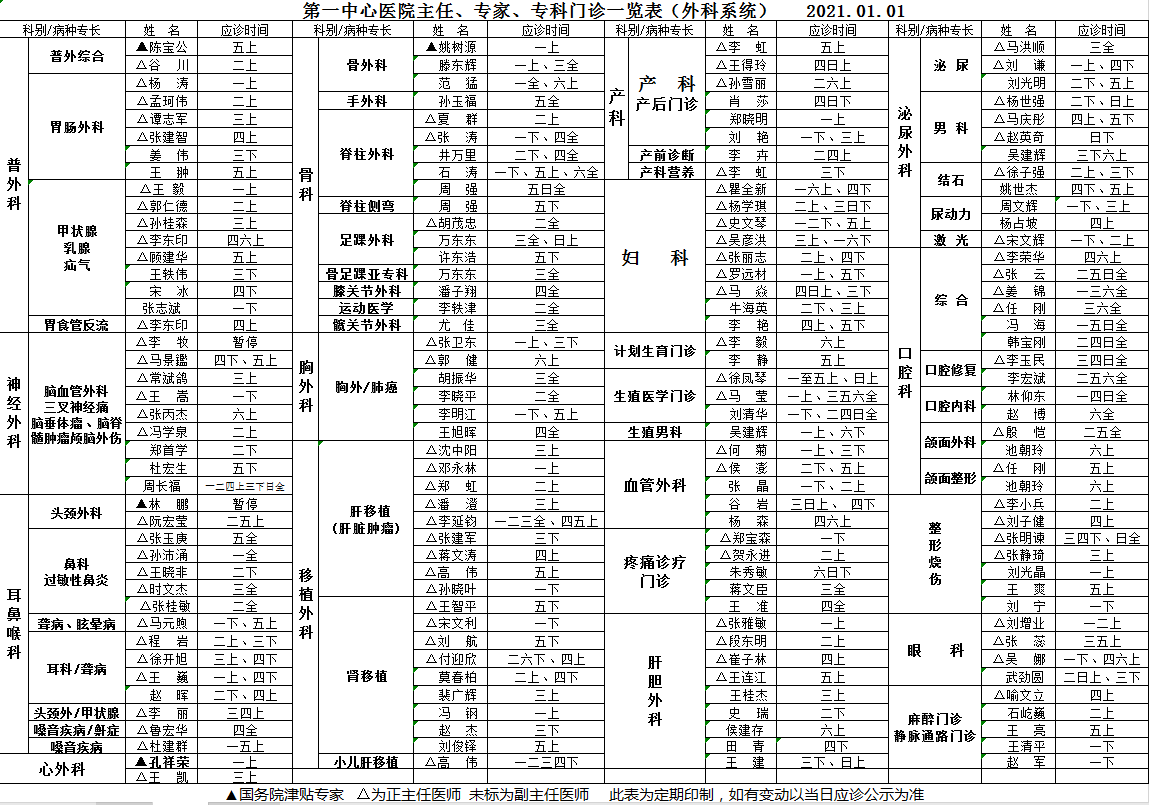 第一中心医院主任、专家、专科门诊一览表（外科系统） 2021.01.01
科别/病种专长 姓 名 应诊时间
普外科
普外综合
▲陈宝公 五上
△谷 川 二上
胃肠外科
△杨 涛 一上
△孟珂伟 二上
△谭志军 三上
△张建智 四上
姜 伟 三下
王 翀 五上
甲状腺
乳腺
疝气
△王 毅 一上
△郭仁德 二上
△孙桂森 三上
△李东印 四六上
△顾建华 五上
王轶伟 三下
宋 冰 四下
张志斌 一下
胃食管反流 △李东印 四上
神经外科
脑血管外科
三叉神经痛
脑垂体瘤、脑脊
髓肿瘤颅脑外伤
△李 牧 暂停
△马景鑑 四下、五上
△常斌鸽 三上
△王 嵩 一下
△张丙杰 六上
△冯学泉 二上
郑首学 二下
杜宏生 五下
周长福 一二四上三下日全
耳鼻喉科
头颈外科
▲林 鹏 暂停
△阮宏莹 二五上
鼻科
过敏性鼻炎
△张玉庚 五全
△孙沛涌 一全
△王晓非 二下
△时文杰 三全
△张桂敏 二全
聋病、眩晕病 △马元煦 一下、五上
耳科/聋病
△程 岩 二上、三下
△徐开旭 三上、四下
△王 巍 一上、四下
赵 晖 二下、四上
头颈外/甲状腺 △李 丽 三四上
嗓音疾病/鼾症 △鲁宏华 四全
嗓音疾病 △杜建群 一五上
心外科
▲孔祥荣 一上
△王 凯 三上
科别/病种专长 姓 名 应诊时间
骨科
骨外科
▲姚树源 一上
滕东辉 一上、三全
范 猛 一全、六上
手外科 孙玉福 五全
脊柱外科
△夏 群 二上
△张 涛 一下、四全
井万里 二下、四全
石 涛 一下、五上、六全
周 强 五日全
脊柱侧弯 周 强 五下
足踝外科
△胡茂忠 二全
万东东 三全、日上
许东浩 五下
骨足踝亚专科 万东东 三全
膝关节外科 潘子翔 四全
运动医学 李轶津 二全
髋关节外科 尤 佳 三全
胸外科
胸外/肺癌
△张卫东 一上、三下
△郭 健 六上
胡振华 三全
李晓平 二全
李明江 一下、五上
王旭晖 四全
移植外科
肝移植
（肝脏肿瘤）
△沈中阳 三上
△邓永林 一上
△郑 虹 二上
△潘 澄 三上
△李延钧 一二三全、四五上
△张建军 三下
△蒋文涛 四上
△高 伟 五上
△孙晓叶 一下
肾移植
△王智平 五下
△宋文利 一下
△刘 航 五下
△付迎欣 二六下、四上
莫春柏 二上、四下
裴广辉 三上
冯 钢 一上
赵 杰 三下
刘俊铎 五上
小儿肝移植 △高 伟 一二三四下
科别/病种专长 姓 名 应诊时间
产科
产 科
产后门诊
△李 虹 五上
△王得玲 四日上
△孙雪丽 二六上
肖 莎 四日下
郑晓明 一上
刘 艳 一下、三上
产前诊断 △李 卉 二四上
产科营养 △李 虹 三下
妇 科
△瞿全新 一六上、四下
△杨学琪 二上、三日下
△史文琴 一二下、五上
△吴彦洪 三上、一六下
△张丽志 二上、四下
△罗远材 一上、五下
△马 焱 四日上、三下
牛海英 二下、三上
李 艳 四上、五下
计划生育门诊
△李 毅 六上
李 静 五上
生殖医学门诊
△徐凤琴 一至五上、日上
△马 莹 一上、三五六全
刘清华 一下、二四日全
生殖男科 吴建辉 一上、六下
血管外科
△何 菊 一上、三下
△侯 澎 二下、五上
张 晶 一下、二上
谷 岩 三日上、四下
杨 森 四六上
疼痛诊疗
门诊
△郑宝森 一下
△贺永进 二上
朱秀敏 六日下
蒋文臣 三全
王 准 四全
肝胆外科
△张雅敏 一上
△段东明 二上
△崔子林 四上
△王连江 五上
王桂杰 三上
史 瑞 二下
侯建存 六上
田 青 四下
王 建 三下、日上
科别/病种专长 姓 名 应诊时间
泌尿外科
泌 尿
△马洪顺 三全
△刘 谦 一上、四下
刘光明 二下、五上
男 科
△杨世强 二下、日上
△马庆彤 四上、五下
△赵英奇 日下
吴建辉 三下六上
结石
△徐子强 二上、三下
姚世杰 四下、五上
尿动力
周文辉 一下、三上
杨占坡 四上
激 光 △宋文辉 一下、二上
口腔科
综 合
△李荣华 四六上
△张 云 二五日全
△姜 锦 一三六全
△任 刚 三六全
冯 海 一五日全
韩宝刚 二四日全
口腔修复
△李玉民 三四日全
李宏斌 二五六全
口腔内科
林仰东 一四日全
赵 博 六全
颌面外科
△殷 恺 二五全
池朝玲 六上
颌面整形
△任 刚 五上
池朝玲 六上
整形烧伤
△李小兵 二上
△刘子健 四上
△张明谏 三四下、日全
△张静琦 三上
刘光晶 一上
王 爽 五上
刘 宁 一下
眼 科
△刘增业 一二上
△张 蕊 三五上
△吴 娜 一下、四六上
武劲圆 二日上、三下
麻醉门诊
静脉通路门诊
△喻文立 四上
石屹巍 二上
王 亮 五上
王清平 一下
赵 军 一下
▲国务院津贴专家 △为正主任医师 未标为副主任医师 此表为定期印制，如有变动以当日应诊公示为准